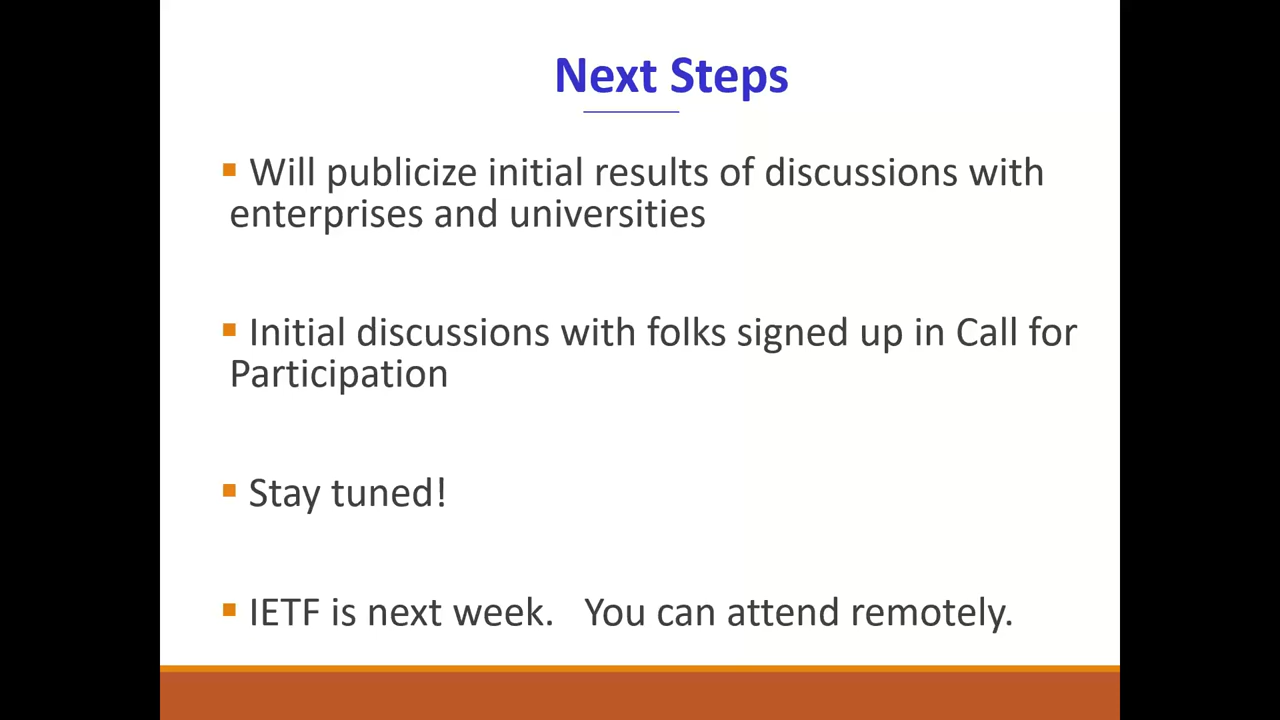 Next Steps
▪ Will publicize initial results of discussions with
enterprises and universities
▪ Initial discussions with folks signed up in Call for
Participation
▪ Stay tuned!
▪ IETF is next week.   You can attend remotely.